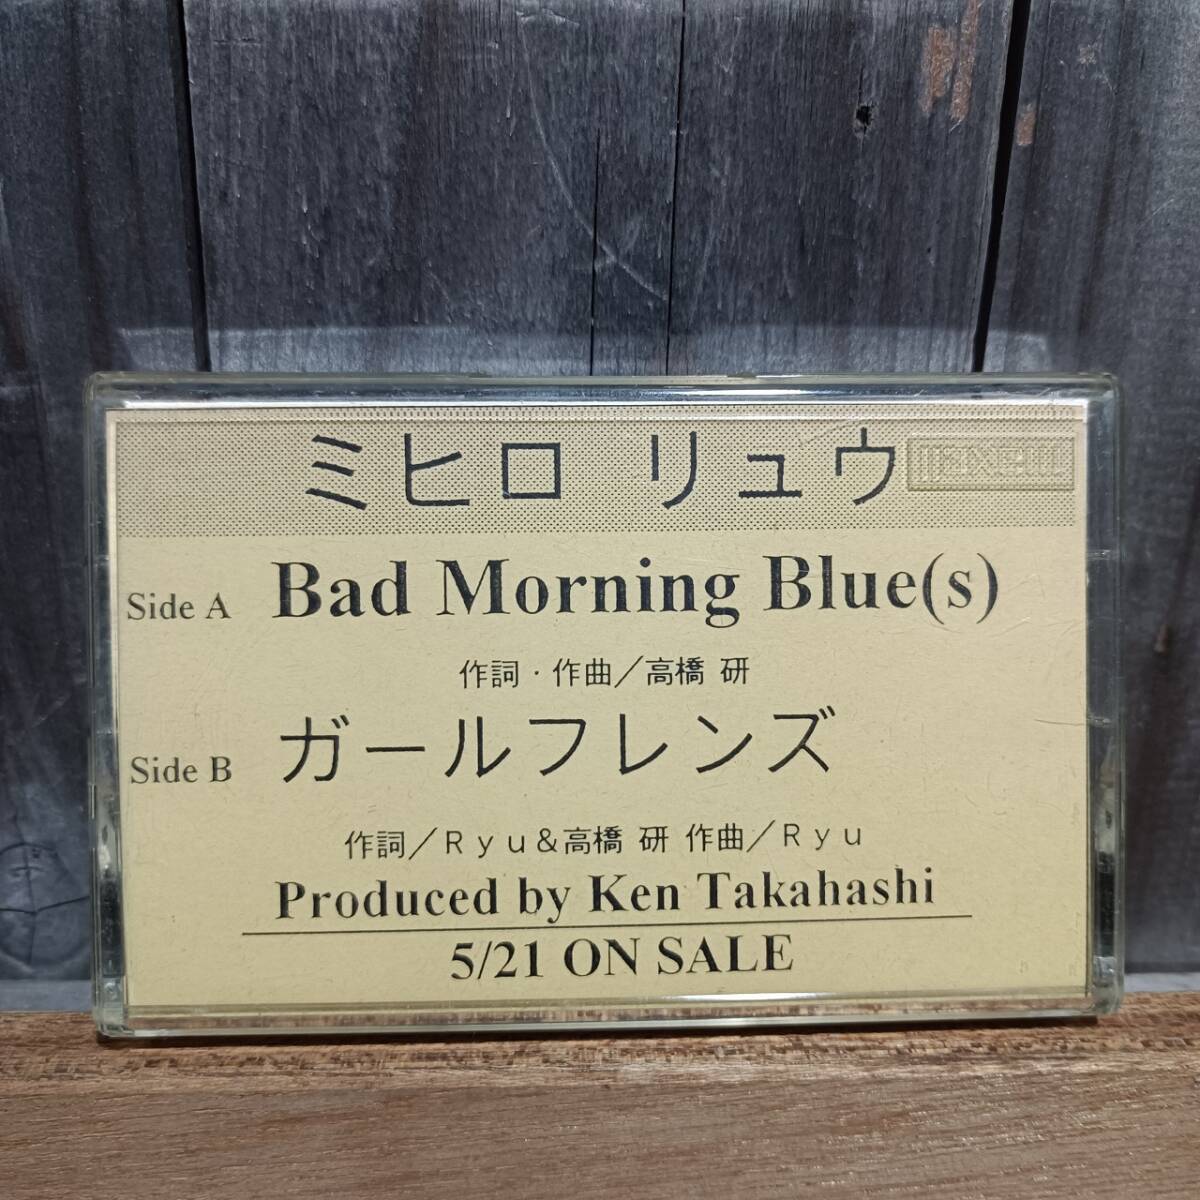 ミヒロ リュウ
maxell
Side A Bad Morning Blue(s)
作詞・作曲／高橋 研
Side B ガールフレンズ
作詞／Ryu＆高橋 研 作曲／Ryu
Produced by Ken Takahashi
5/21 ON SALE